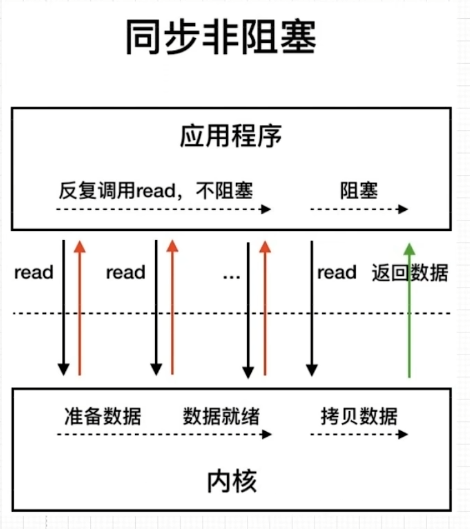 同步非阻塞
应用程序
反复调用read，不阻塞 阻塞
read read ... read 返回数据
准备数据 数据就绪 拷贝数据
内核